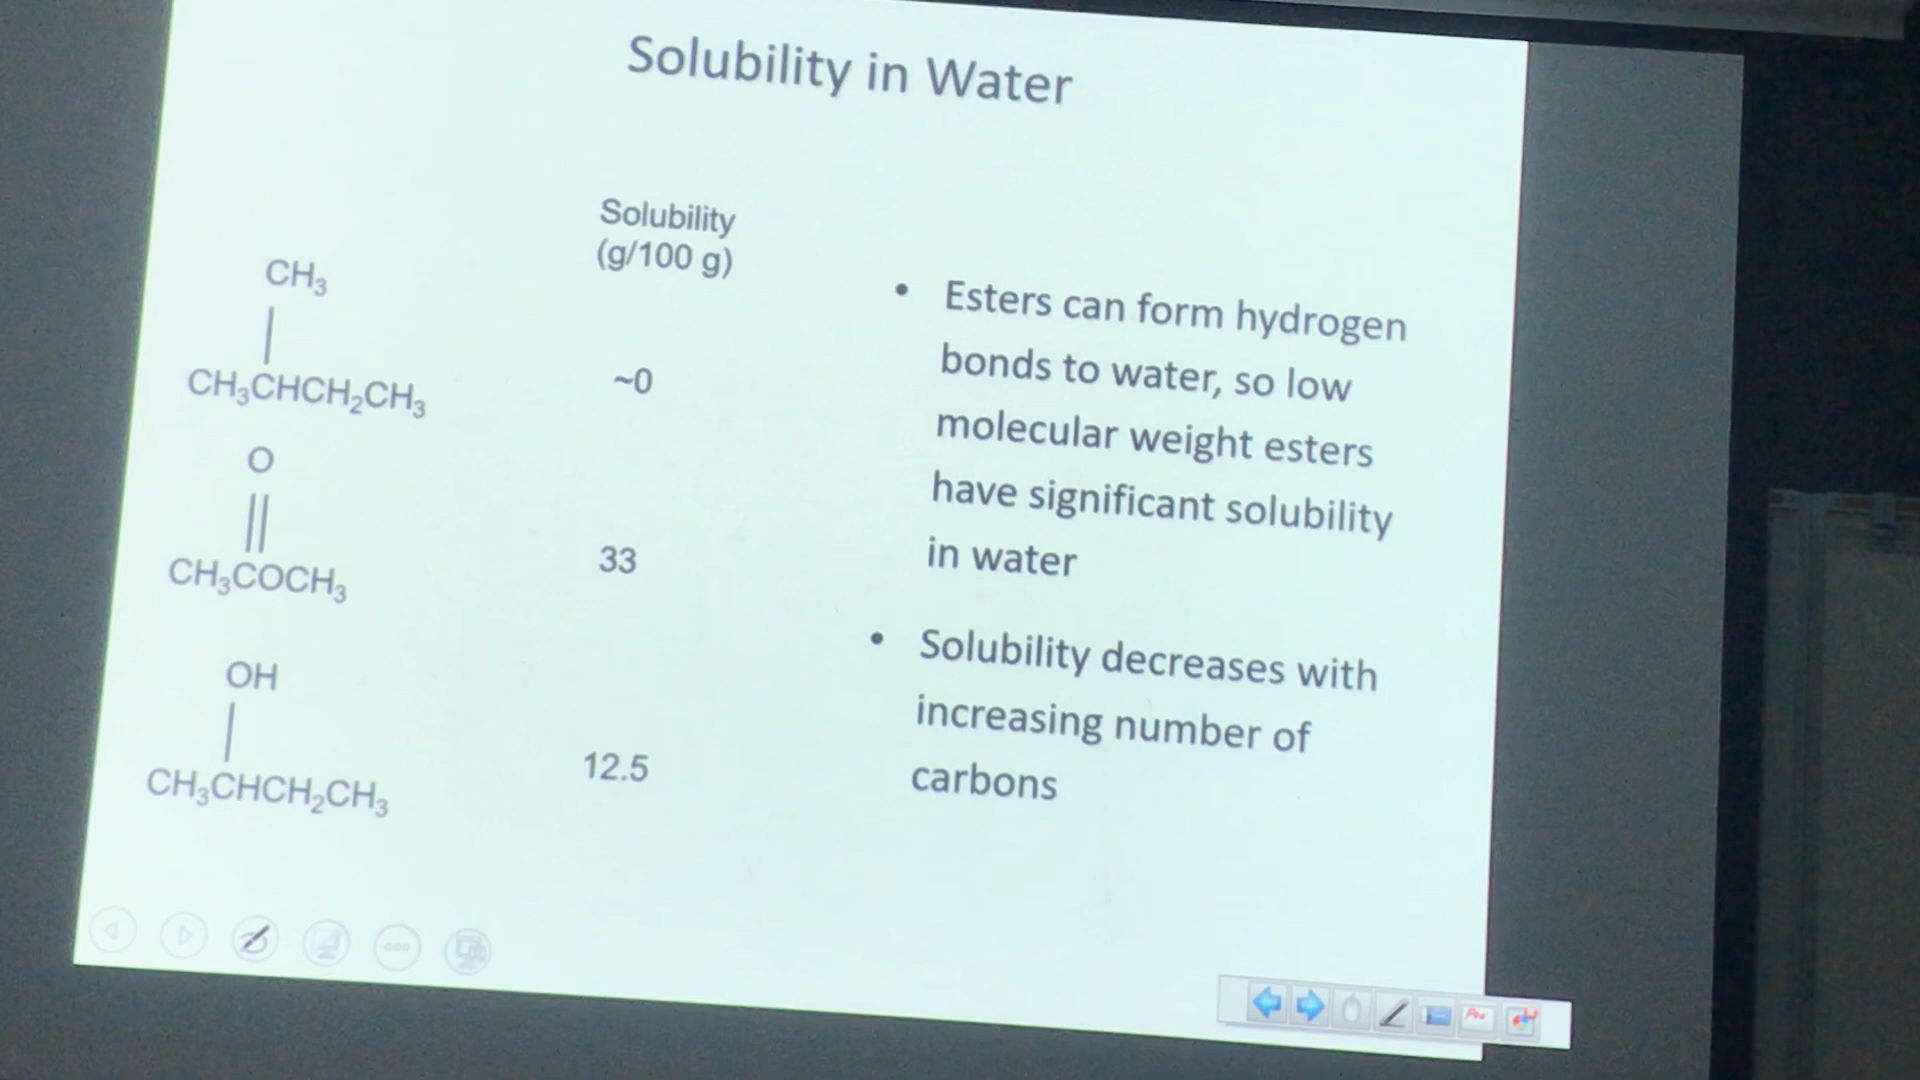 Solubility in Water
Solubility
(g/100 g)
CH₃
CH₃CHCH₂CH₃
~0
O
CH₃COCH₃
33
OH
CH₃CHCH₂CH₃
12.5
• Esters can form hydrogen
bonds to water, so low
molecular weight esters
have significant solubility
in water
• Solubility decreases with
increasing number of
carbons